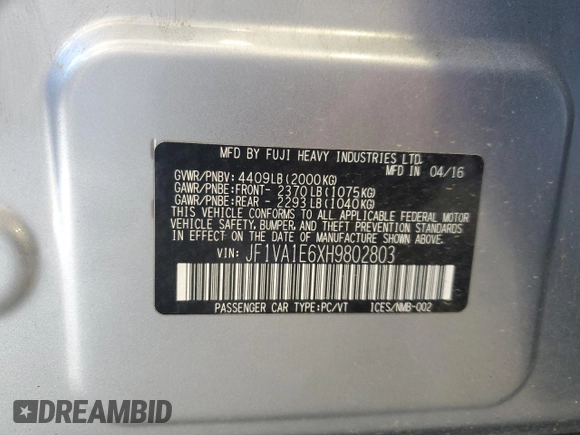 MFD BY FUJI HEAVY INDUSTRIES LTD.
MFD IN 04/16
GVWR/PNBV: 4409LB(2000KG)
GAWR/PNBE:FRONT- 2370LB(1075KG)
GAWR/PNBE:REAR - 2293LB(1040KG)
THIS VEHICLE CONFORMS TO ALL APPLICABLE FEDERAL MOTOR
VEHICLE SAFETY, BUMPER, AND THEFT PREVENTION STANDARDS
IN EFFECT ON THE DATE OF MANUFACTURE SHOWN ABOVE.
VIN: JF1VA1E6XH9802803
PASSENGER CAR TYPE:PC/VT ICES/NMB-002
DREAMBID